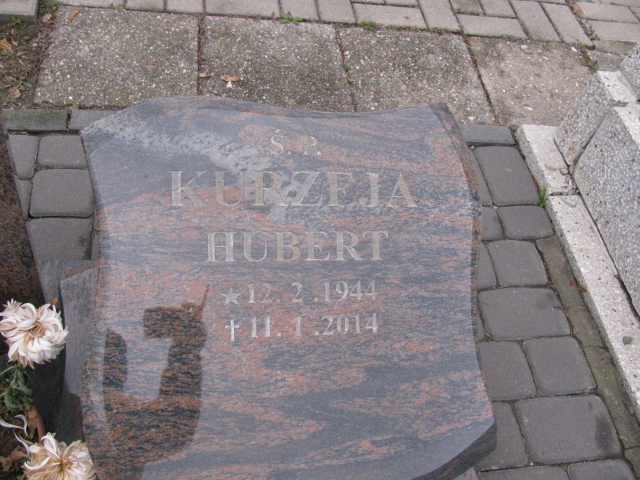 Ś.P.
KURZEJA
HUBERT
☆12.2.1944
✝11.1.2014